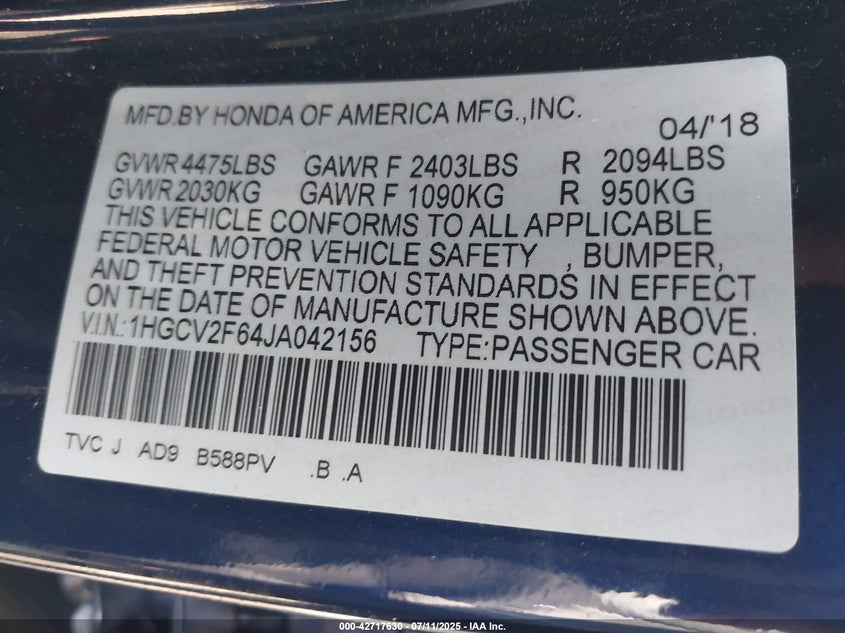 MFD.BY HONDA OF AMERICA MFG.,INC. 04/'18
GVWR 4475LBS GAWR F 2403LBS R 2094LBS
GVWR 2030KG GAWR F 1090KG R 950KG
THIS VEHICLE CONFORMS TO ALL APPLICABLE
FEDERAL MOTOR VEHICLE SAFETY , BUMPER,
AND THEFT PREVENTION STANDARDS IN EFFECT
ON THE DATE OF MANUFACTURE SHOWN ABOVE.
V.I.N.:1HGCV2F64JA042156 TYPE:PASSENGER CAR
TVC J AD9 B588PV .B .A
000-42717630 - 07/11/2025 - IAA Inc.